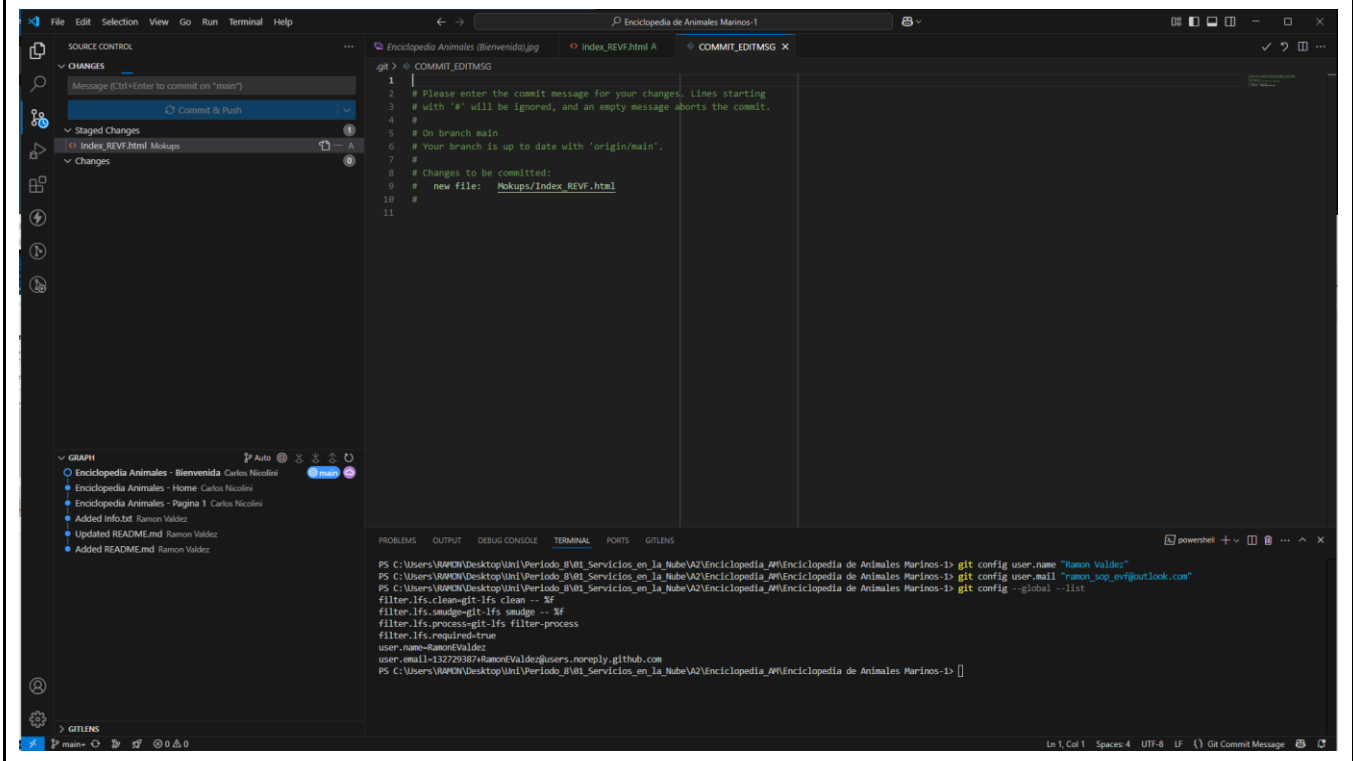 File Edit Selection View Go Run Terminal Help
Enciclopedia de Animales Marinos-1
SOURCE CONTROL
CHANGES
Message (Ctrl+Enter to commit on "main")
Commit & Push
Staged Changes 1
Index_REVF.html Mokups A
Changes 0
Enciclopedia Animales (Bienvenida).jpg Index_REVF.html A COMMIT_EDITMSG
.git > COMMIT_EDITMSG
1
2 # Please enter the commit message for your changes. Lines starting
3 # with '#' will be ignored, and an empty message aborts the commit.
4 #
5 # On branch main
6 # Your branch is up to date with 'origin/main'.
7 #
8 # Changes to be committed:
9 # new file: Mokups/Index_REVF.html
10 #
11
GRAPH Auto
Enciclopedia Animales - Bienvenida Carlos Nicolini main
Enciclopedia Animales - Home Carlos Nicolini
Enciclopedia Animales - Pagina 1 Carlos Nicolini
Added Info.txt Ramon Valdez
Updated README.md Ramon Valdez
Added README.md Ramon Valdez
GITLENS
PROBLEMS OUTPUT DEBUG CONSOLE TERMINAL PORTS GITLENS
powershell
PS C:\Users\RAMON\Desktop\Uni\Periodo_8\01_Servicios_en_la_Nube\A2\Enciclopedia_AM\Enciclopedia de Animales Marinos-1> git config user.name "Ramon Valdez"
PS C:\Users\RAMON\Desktop\Uni\Periodo_8\01_Servicios_en_la_Nube\A2\Enciclopedia_AM\Enciclopedia de Animales Marinos-1> git config user.mail "ramon_sop_evf@outlook.com"
PS C:\Users\RAMON\Desktop\Uni\Periodo_8\01_Servicios_en_la_Nube\A2\Enciclopedia_AM\Enciclopedia de Animales Marinos-1> git config --global --list
filter.lfs.clean=git-lfs clean -- %f
filter.lfs.smudge=git-lfs smudge -- %f
filter.lfs.process=git-lfs filter-process
filter.lfs.required=true
user.name=RamonEValdez
user.email=132729387+RamonEValdez@users.noreply.github.com
PS C:\Users\RAMON\Desktop\Uni\Periodo_8\01_Servicios_en_la_Nube\A2\Enciclopedia_AM\Enciclopedia de Animales Marinos-1>
main+ 0 0 Ln 1, Col 1 Spaces: 4 UTF-8 LF {} Git Commit Message